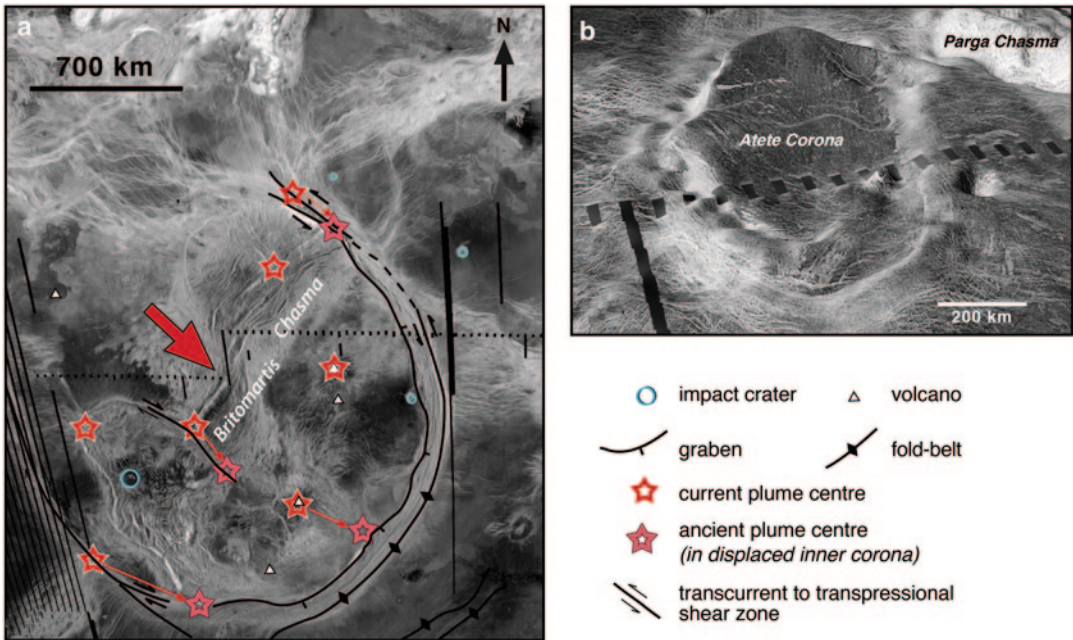 a
N
700 km
Britomartis Chasma
b
Parga Chasma
Atete Corona
200 km
impact crater
volcano
graben
fold-belt
current plume centre
ancient plume centre
(in displaced inner corona)
transcurrent to transpressional
shear zone